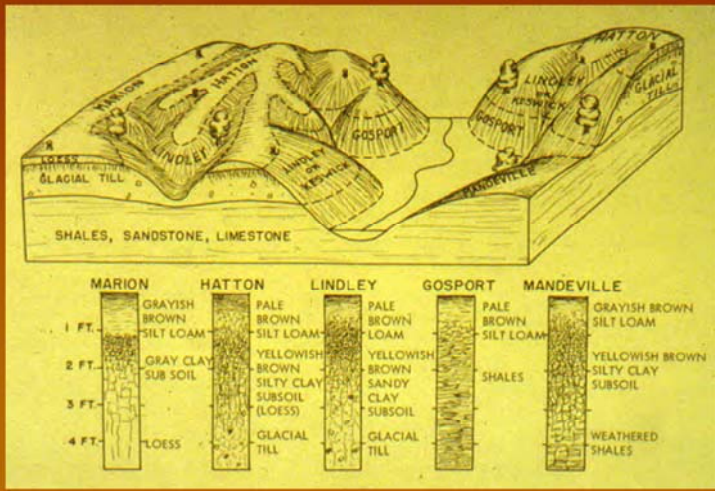 MARION
HATTON
LINDLEY
LOESS
GLACIAL TILL
LINDLEY
OR
KESWICK
GOSPORT
SHALES, SANDSTONE, LIMESTONE
HATTON
LINDLEY
OR
KESWICK
GOSPORT
GLACIAL
TILL
MANDEVILLE
MARION
GRAYISH
BROWN
SILT LOAM
GRAY CLAY
SUB SOIL
LOESS
1 FT.
2 FT.
3 FT.
4 FT.
HATTON
PALE
BROWN
SILT LOAM
YELLOWISH
BROWN
SILTY CLAY
SUBSOIL
(LOESS)
GLACIAL
TILL
LINDLEY
PALE
BROWN
LOAM
YELLOWISH
BROWN
SANDY
CLAY
SUBSOIL
GLACIAL
TILL
GOSPORT
PALE
BROWN
SILT LOAM
SHALES
MANDEVILLE
GRAYISH BROWN
SILT LOAM
YELLOWISH BROWN
SILTY CLAY
SUBSOIL
WEATHERED
SHALES